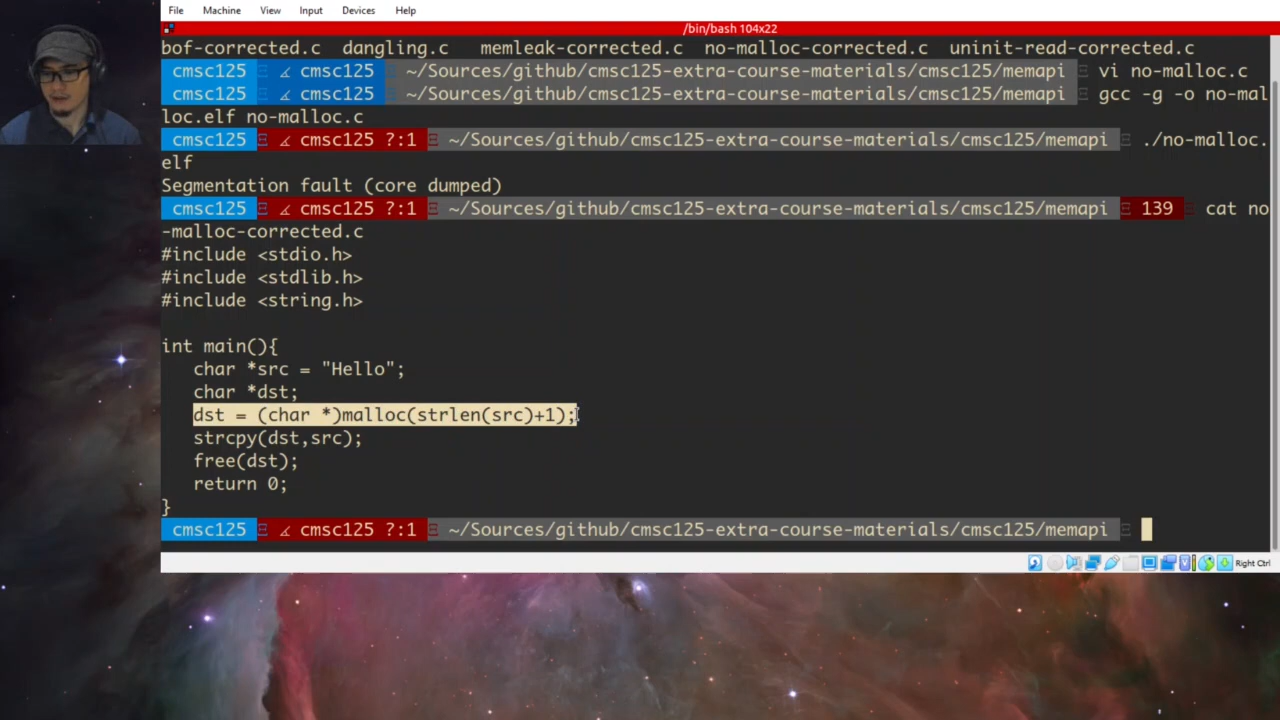 File Machine View Input Devices Help
/bin/bash 104x22
bof-corrected.c dangling.c memleak-corrected.c no-malloc-corrected.c uninit-read-corrected.c
cmsc125 cmsc125 ~/Sources/github/cmsc125-extra-course-materials/cmsc125/memapi vi no-malloc.c
cmsc125 cmsc125 ~/Sources/github/cmsc125-extra-course-materials/cmsc125/memapi gcc -g -o no-mal
loc.elf no-malloc.c
cmsc125 cmsc125 ?:1 ~/Sources/github/cmsc125-extra-course-materials/cmsc125/memapi ./no-malloc.
elf
Segmentation fault (core dumped)
cmsc125 cmsc125 ?:1 ~/Sources/github/cmsc125-extra-course-materials/cmsc125/memapi 139 cat no
-malloc-corrected.c
#include <stdio.h>
#include <stdlib.h>
#include <string.h>
int main(){
char *src = "Hello";
char *dst;
dst = (char *)malloc(strlen(src)+1);
strcpy(dst,src);
free(dst);
return 0;
}
cmsc125 cmsc125 ?:1 ~/Sources/github/cmsc125-extra-course-materials/cmsc125/memapi
Right Ctrl